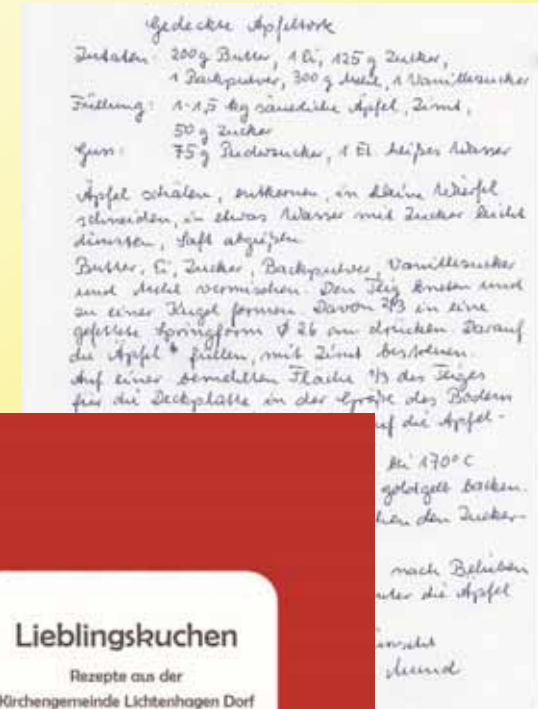 Gedeckte Apfeltorte
Zutaten: 200 g Butter, 1 Ei, 125 g Zucker,
1 Backpulver, 300 g Mehl, 1 Vanillezucker
Füllung: 1-1,5 kg säuerliche Äpfel, Zimt,
50 g Zucker
Guss: 75 g Puderzucker, 1 El. heißes Wasser
Äpfel schälen, entkernen, in kleine Würfel
schneiden, in etwas Wasser mit Zucker leicht
dünsten, Saft abgießen
Butter, Ei, Zucker, Backpulver, Vanillezucker
und Mehl vermischen. Den Teig kneten und
zu einer Kugel formen. Davon 2/3 in eine
gefettete Springform ∅ 26 cm drücken. Darauf
die Äpfel * füllen, mit Zimt bestreuen.
Auf einer bemehlten Fläche 1/3 des Teiges
für die Deckplatte in der Größe des Bodens
auf die Apfel-
bei 170° C
goldgelb backen.
den Zucker-
nach Belieben
unter die Äpfel
Lieblingskuchen
Rezepte aus der
Kirchengemeinde Lichtenhagen Dorf